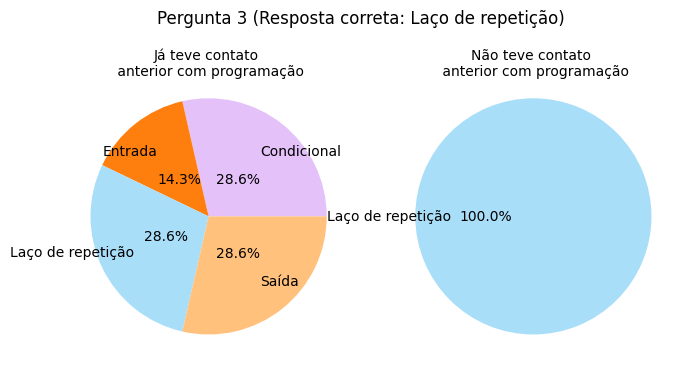 Pergunta 3 (Resposta correta: Laço de repetição)
Já teve contato
anterior com programação
Entrada
Condicional
14.3%
28.6%
28.6%
Laço de repetição
28.6%
Saída
Não teve contato
anterior com programação
Laço de repetição
100.0%